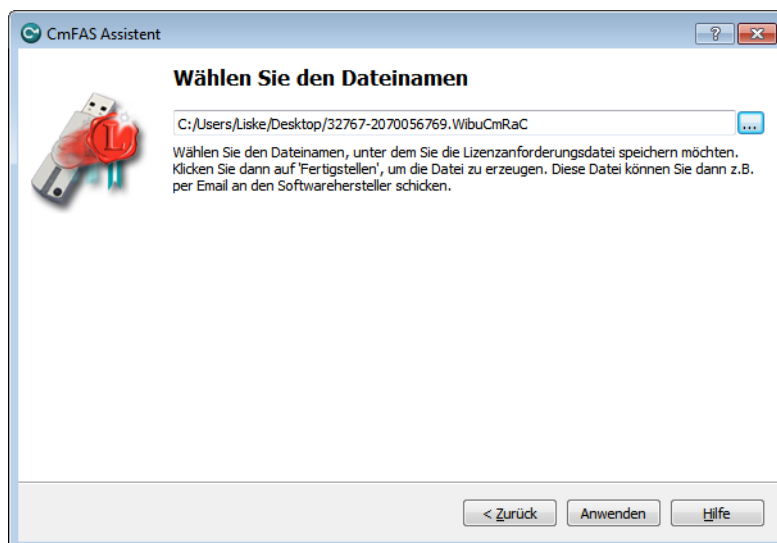 CmFAS Assistent
Wählen Sie den Dateinamen
C:/Users/Liske/Desktop/32767-2070056769.WibuCmRaC
...
Wählen Sie den Dateinamen, unter dem Sie die Lizenzanforderungsdatei speichern möchten.
Klicken Sie dann auf 'Fertigstellen', um die Datei zu erzeugen. Diese Datei können Sie dann z.B.
per Email an den Softwarehersteller schicken.
L
< Zurück
Anwenden
Hilfe